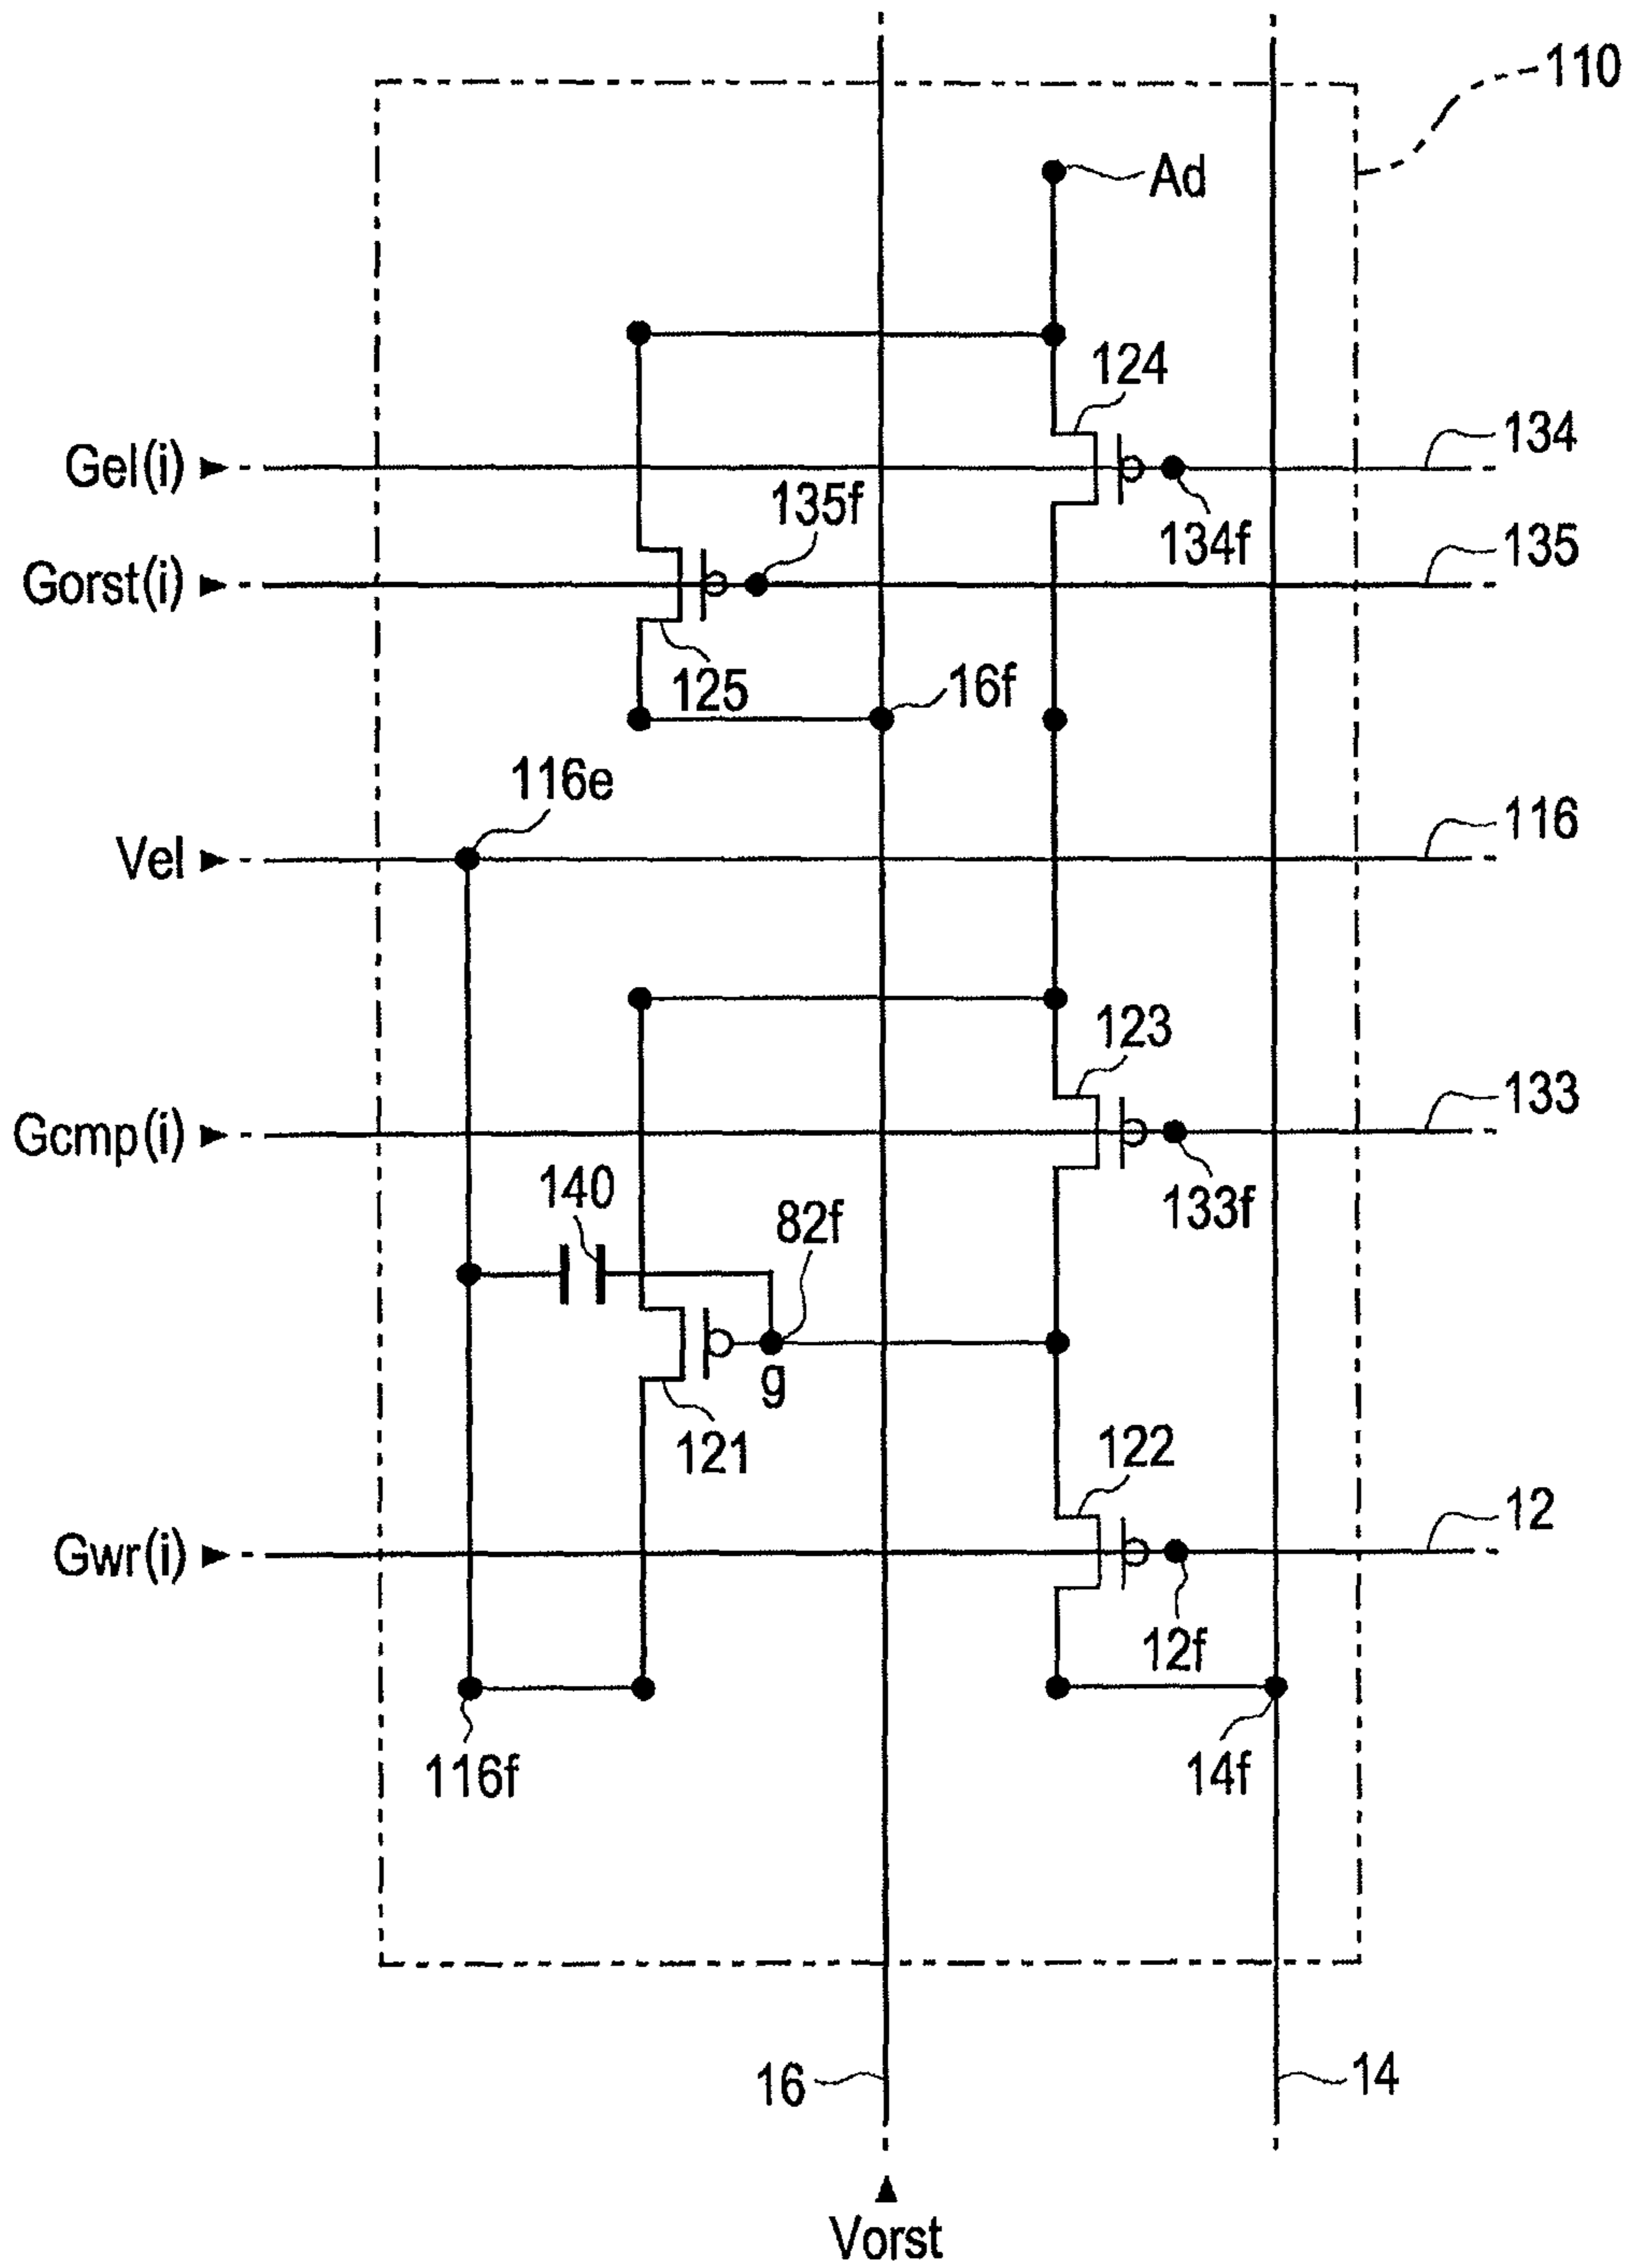 110
Ad
124
Gel(i)
134
135f
134f
Gorst(i)
135
125
16f
116e
Vel
116
123
Gcmp(i)
133
140
82f
133f
g
121
122
Gwr(i)
12
12f
116f
14f
16
14
Vorst